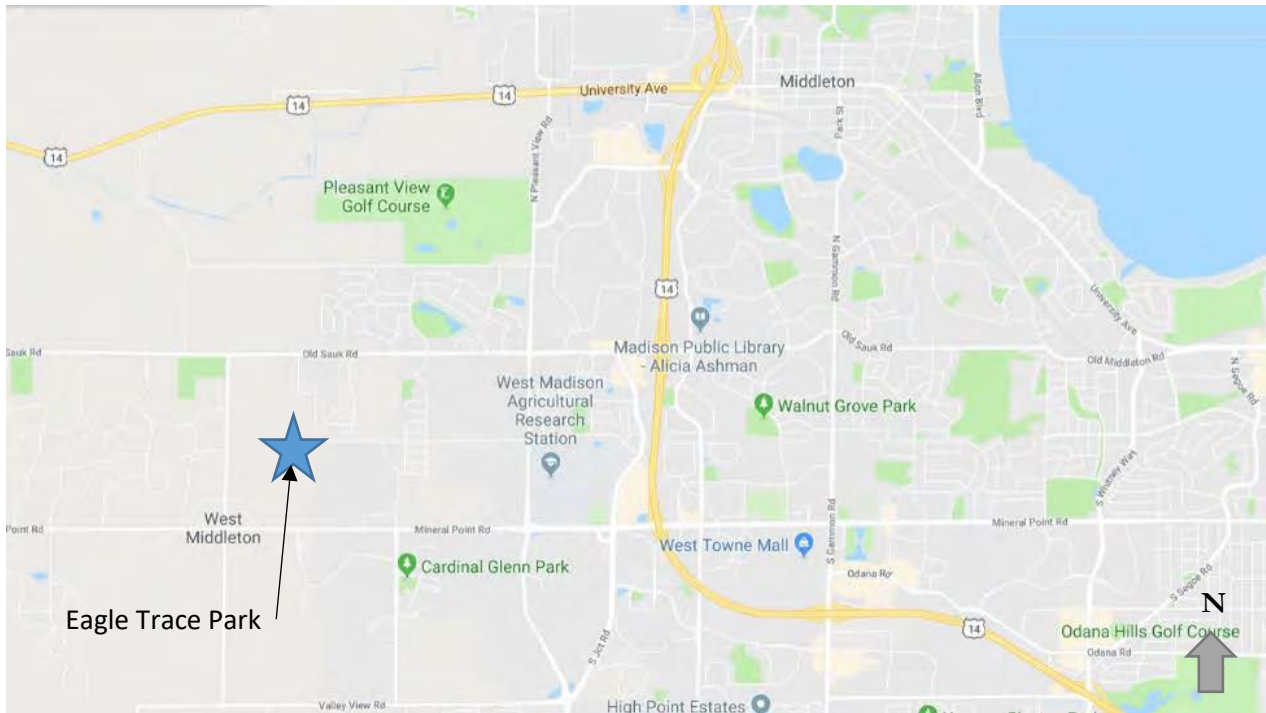 14
University Ave
14
14
Middleton
Allen Blvd
Park St
N Pleasant View Rd
Pleasant View
Golf Course
N Gammon Rd
14
University Ave
Madison Public Library
- Alicia Ashman
Sauk Rd
Old Sauk Rd
Old Sauk Rd
Old Middleton Rd
N Segoe Rd
West Madison
Agricultural
Research
Station
Walnut Grove Park
S Whitney Way
West
Middleton
Point Rd
Mineral Point Rd
Mineral Point Rd
S Gammon Rd
West Towne Mall
Cardinal Glenn Park
Odana Rd
S Segoe Rd
N
Eagle Trace Park
14
Odana Hills Golf Course
Odana Rd
S Jct Rd
Valley View Rd
High Point Estates